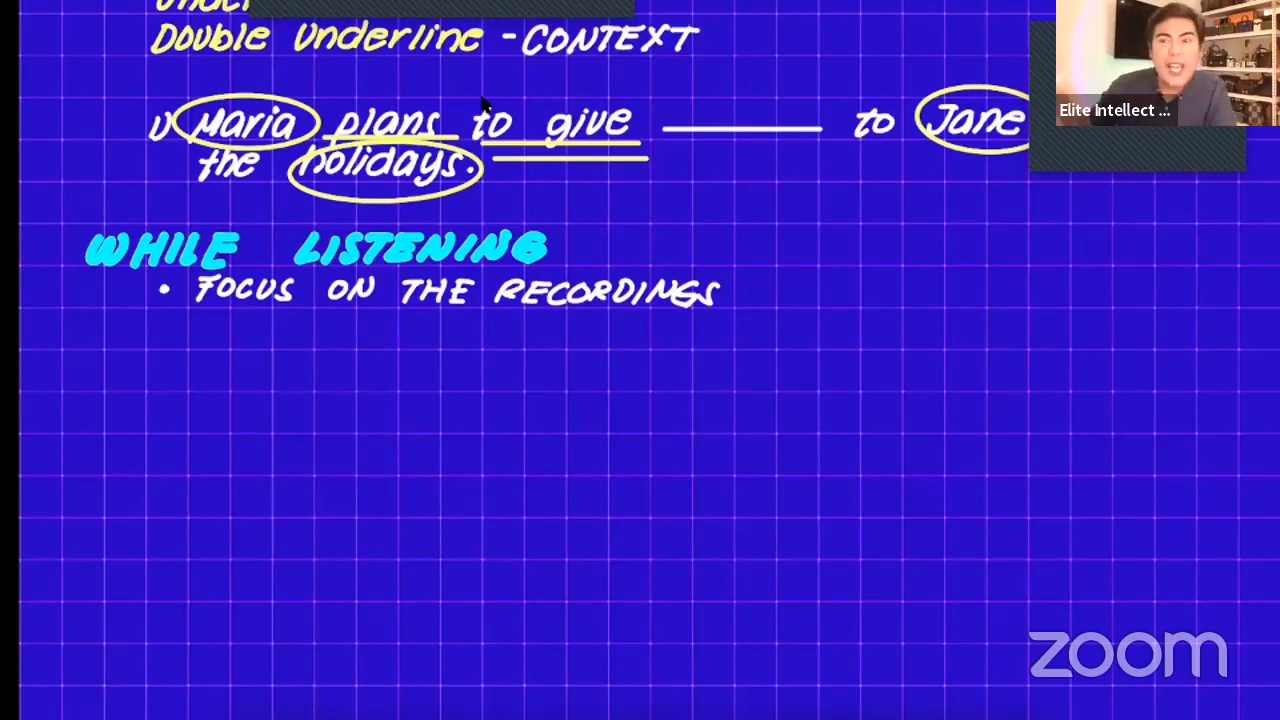 Double Underline - CONTEXT
Elite Intellect ...
Maria plans to give ________ to Jane
the holidays.
WHILE LISTENING
• FOCUS ON THE RECORDINGS
zoom